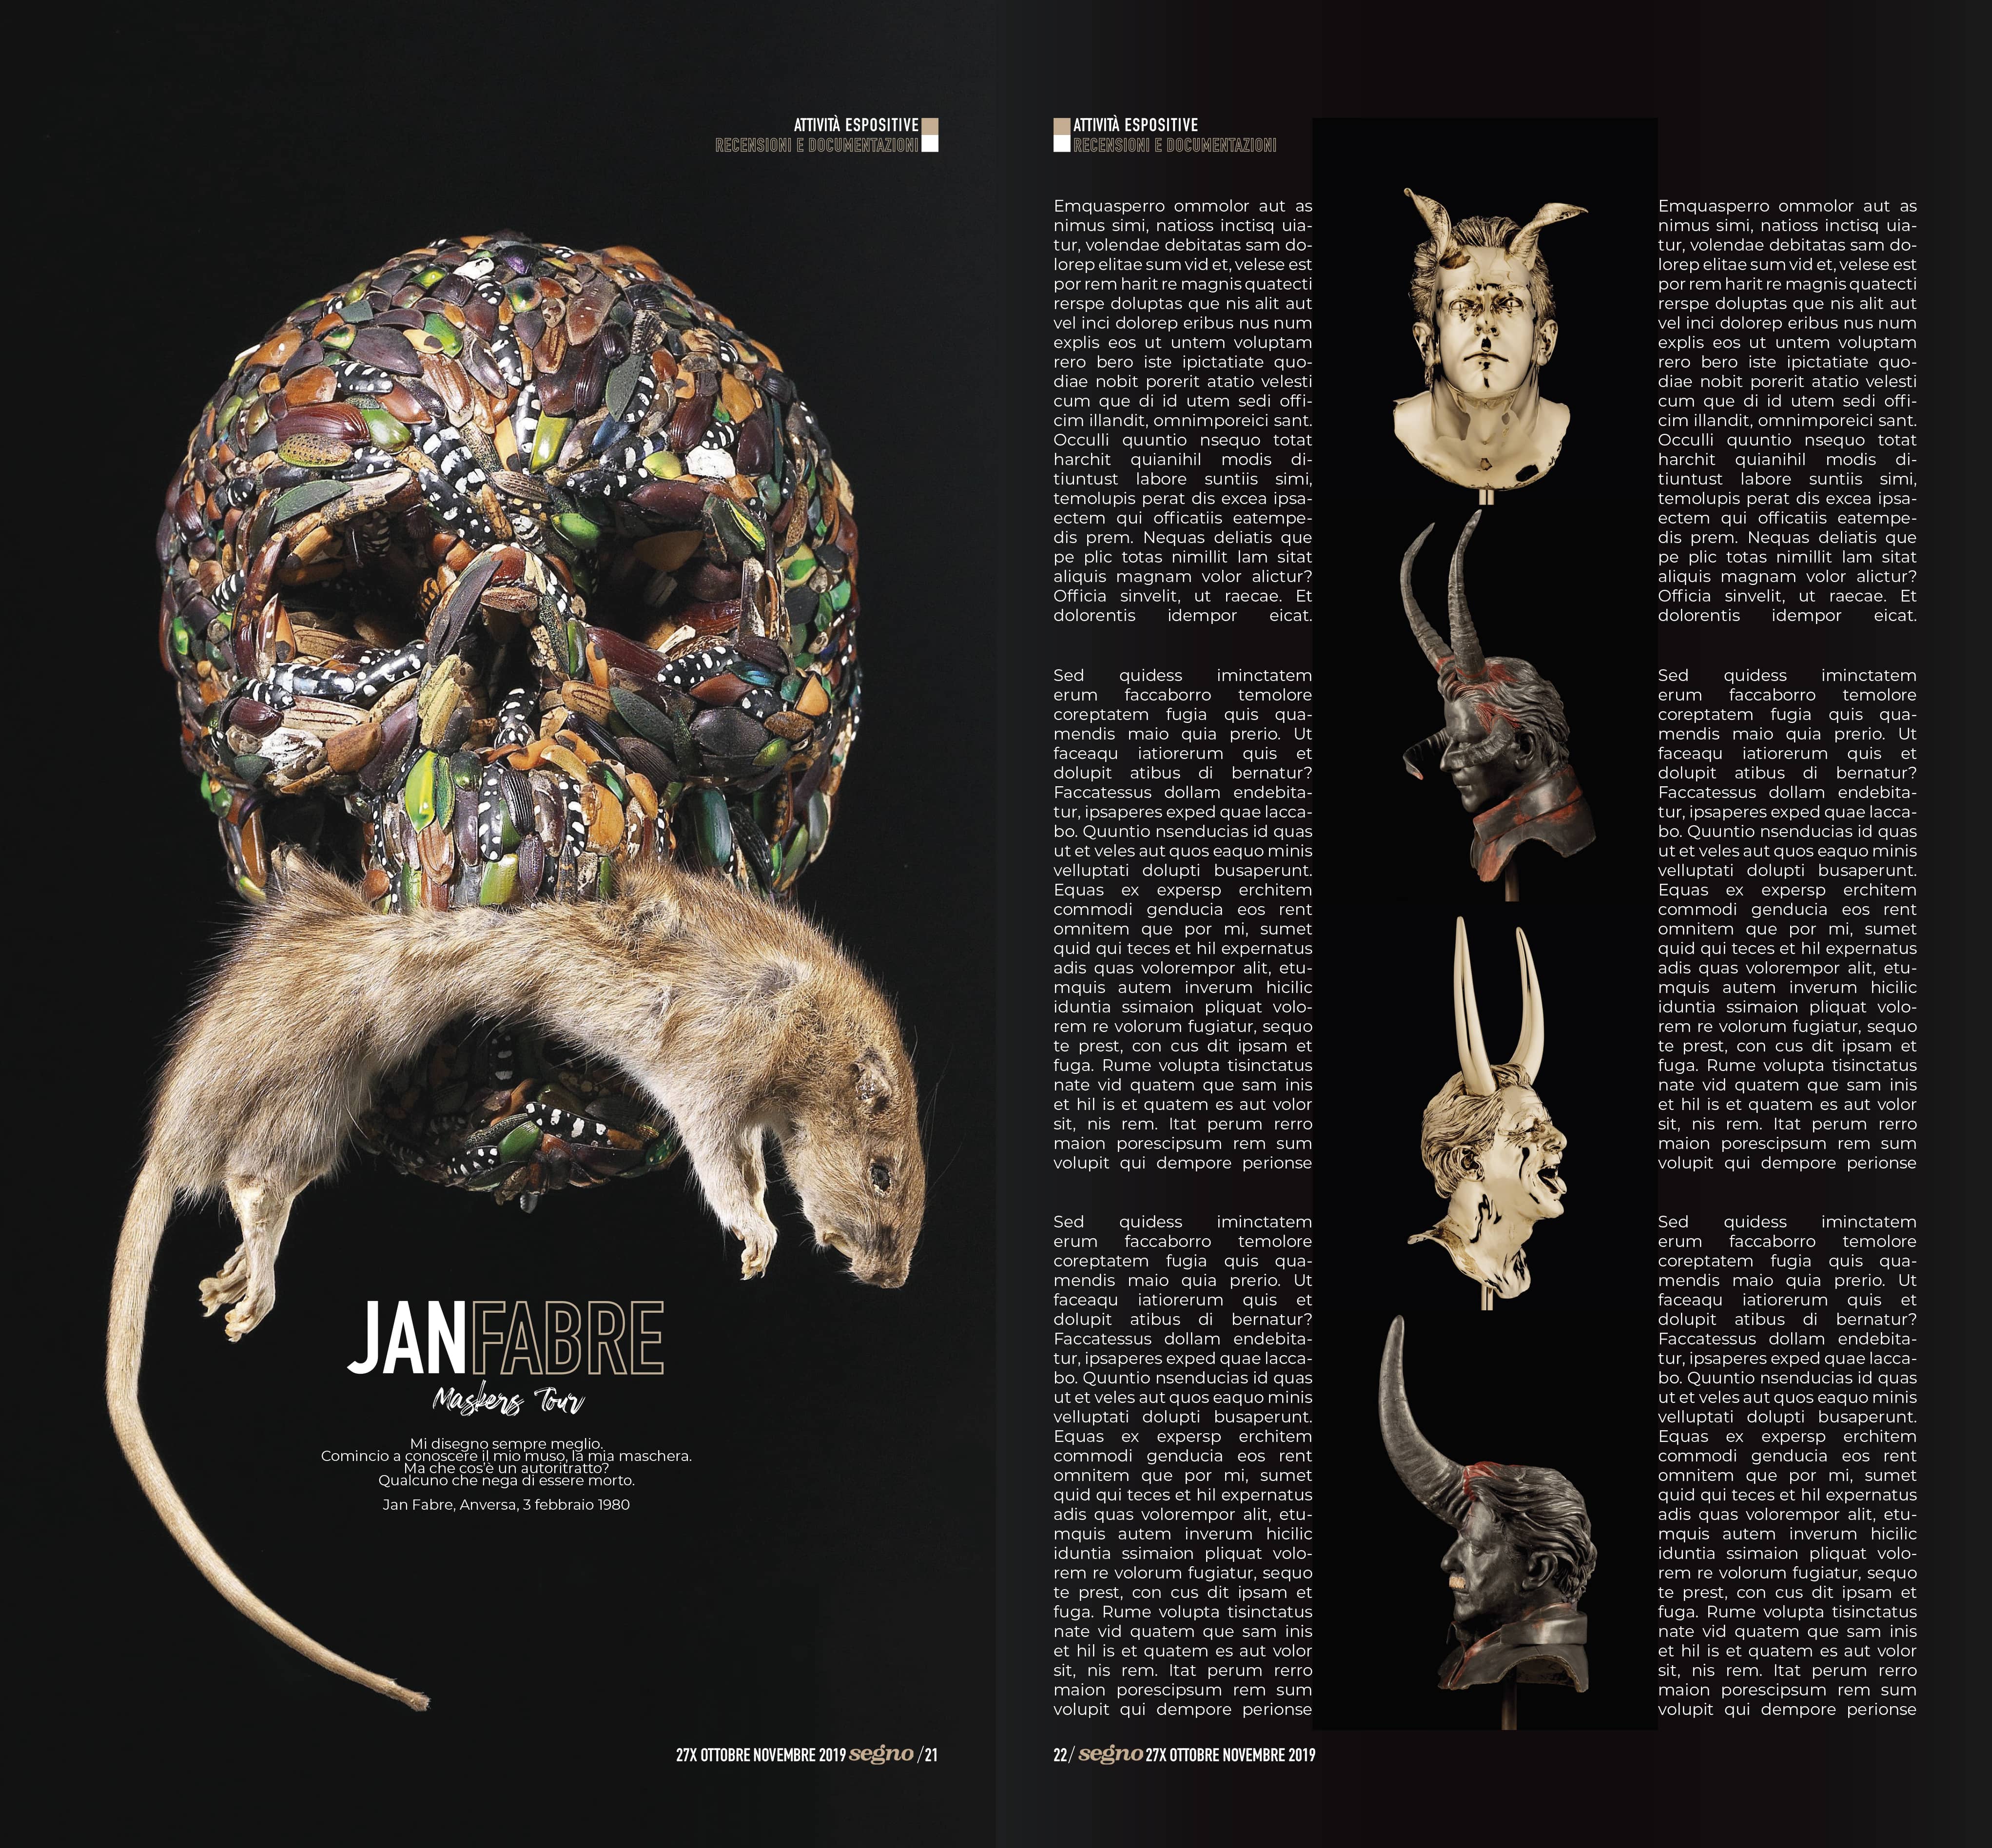 ATTIVITÀ ESPOSITIVE
RECENSIONI E DOCUMENTAZIONI
JANFABRE
Maskers Tour
Mi disegno sempre meglio.
Comincio a conoscere il mio muso, la mia maschera.
Ma che cos'è un autoritratto?
Qualcuno che nega di essere morto.
Jan Fabre, Anversa, 3 febbraio 1980
27X OTTOBRE NOVEMBRE 2019 segno /21
ATTIVITÀ ESPOSITIVE
RECENSIONI E DOCUMENTAZIONI
Emquasperro ommolor aut as
nimus simi, natioss inctisq uia-
tur, volendae debitatas sam do-
lorep elitae sum vid et, velese est
por rem harit re magnis quatecti
rerspe doluptas que nis alit aut
vel inci dolorep eribus nus num
explis eos ut untem voluptam
rero bero iste ipictatiate quo-
diae nobit porerit atatio velesti
cum que di id utem sedi offi-
cim illandit, omnimporeici sant.
Occulli quuntio nsequo totat
harchit quianihil modis di-
tiuntust labore suntiis simi,
temolupis perat dis excea ipsa-
ectem qui officatiis eatempe-
dis prem. Nequas deliatis que
pe plic totas nimillit lam sitat
aliquis magnam volor alictur?
Officia sinvelit, ut raecae. Et
dolorentis idempor eicat.
Sed quidess iminctatem
erum faccaborro temolore
coreptatem fugia quis qua-
mendis maio quia prerio. Ut
faceaqu iatiorerum quis et
dolupit atibus di bernatur?
Faccatessus dollam endebita-
tur, ipsaperes exped quae lacca-
bo. Quuntio nsenducias id quas
ut et veles aut quos eaquo minis
velluptati dolupti busaperunt.
Equas ex expersp erchitem
commodi genducia eos rent
omnitem que por mi, sumet
quid qui teces et hil expernatus
adis quas volorempor alit, etu-
mquis autem inverum hicilic
iduntia ssimaion pliquat volo-
rem re volorum fugiatur, sequo
te prest, con cus dit ipsam et
fuga. Rume volupta tisinctatus
nate vid quatem que sam inis
et hil is et quatem es aut volor
sit, nis rem. Itat perum rerro
maion porescipsum rem sum
volupit qui dempore perionse
Sed quidess iminctatem
erum faccaborro temolore
coreptatem fugia quis qua-
mendis maio quia prerio. Ut
faceaqu iatiorerum quis et
dolupit atibus di bernatur?
Faccatessus dollam endebita-
tur, ipsaperes exped quae lacca-
bo. Quuntio nsenducias id quas
ut et veles aut quos eaquo minis
velluptati dolupti busaperunt.
Equas ex expersp erchitem
commodi genducia eos rent
omnitem que por mi, sumet
quid qui teces et hil expernatus
adis quas volorempor alit, etu-
mquis autem inverum hicilic
iduntia ssimaion pliquat volo-
rem re volorum fugiatur, sequo
te prest, con cus dit ipsam et
fuga. Rume volupta tisinctatus
nate vid quatem que sam inis
et hil is et quatem es aut volor
sit, nis rem. Itat perum rerro
maion porescipsum rem sum
volupit qui dempore perionse
Emquasperro ommolor aut as
nimus simi, natioss inctisq uia-
tur, volendae debitatas sam do-
lorep elitae sum vid et, velese est
por rem harit re magnis quatecti
rerspe doluptas que nis alit aut
vel inci dolorep eribus nus num
explis eos ut untem voluptam
rero bero iste ipictatiate quo-
diae nobit porerit atatio velesti
cum que di id utem sedi offi-
cim illandit, omnimporeici sant.
Occulli quuntio nsequo totat
harchit quianihil modis di-
tiuntust labore suntiis simi,
temolupis perat dis excea ipsa-
ectem qui officatiis eatempe-
dis prem. Nequas deliatis que
pe plic totas nimillit lam sitat
aliquis magnam volor alictur?
Officia sinvelit, ut raecae. Et
dolorentis idempor eicat.
Sed quidess iminctatem
erum faccaborro temolore
coreptatem fugia quis qua-
mendis maio quia prerio. Ut
faceaqu iatiorerum quis et
dolupit atibus di bernatur?
Faccatessus dollam endebita-
tur, ipsaperes exped quae lacca-
bo. Quuntio nsenducias id quas
ut et veles aut quos eaquo minis
velluptati dolupti busaperunt.
Equas ex expersp erchitem
commodi genducia eos rent
omnitem que por mi, sumet
quid qui teces et hil expernatus
adis quas volorempor alit, etu-
mquis autem inverum hicilic
iduntia ssimaion pliquat volo-
rem re volorum fugiatur, sequo
te prest, con cus dit ipsam et
fuga. Rume volupta tisinctatus
nate vid quatem que sam inis
et hil is et quatem es aut volor
sit, nis rem. Itat perum rerro
maion porescipsum rem sum
volupit qui dempore perionse
Sed quidess iminctatem
erum faccaborro temolore
coreptatem fugia quis qua-
mendis maio quia prerio. Ut
faceaqu iatiorerum quis et
dolupit atibus di bernatur?
Faccatessus dollam endebita-
tur, ipsaperes exped quae lacca-
bo. Quuntio nsenducias id quas
ut et veles aut quos eaquo minis
velluptati dolupti busaperunt.
Equas ex expersp erchitem
commodi genducia eos rent
omnitem que por mi, sumet
quid qui teces et hil expernatus
adis quas volorempor alit, etu-
mquis autem inverum hicilic
iduntia ssimaion pliquat volo-
rem re volorum fugiatur, sequo
te prest, con cus dit ipsam et
fuga. Rume volupta tisinctatus
nate vid quatem que sam inis
et hil is et quatem es aut volor
sit, nis rem. Itat perum rerro
maion porescipsum rem sum
volupit qui dempore perionse
22/ segno 27X OTTOBRE NOVEMBRE 2019